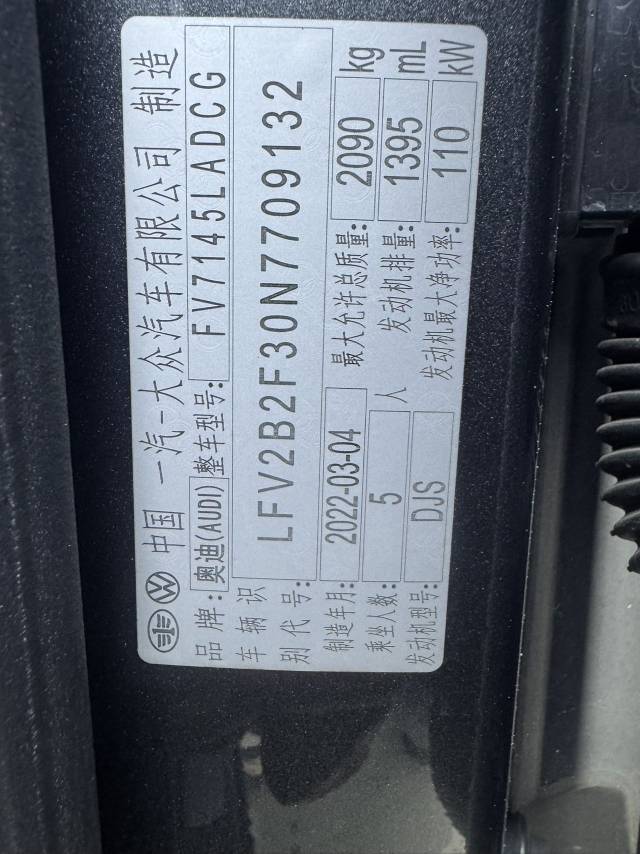 中国 一汽-大众汽车有限公司 制造
品牌: 奥迪(AUDI) 整车型号: FV7145LADCG
车辆识别代号: LFV2B2F30N7709132
制造年月: 2022-03-04 最大允许总质量: 2090 kg
乘坐人数: 5 人 发动机排量: 1395 mL
发动机型号: DJS 发动机最大净功率: 110 kW